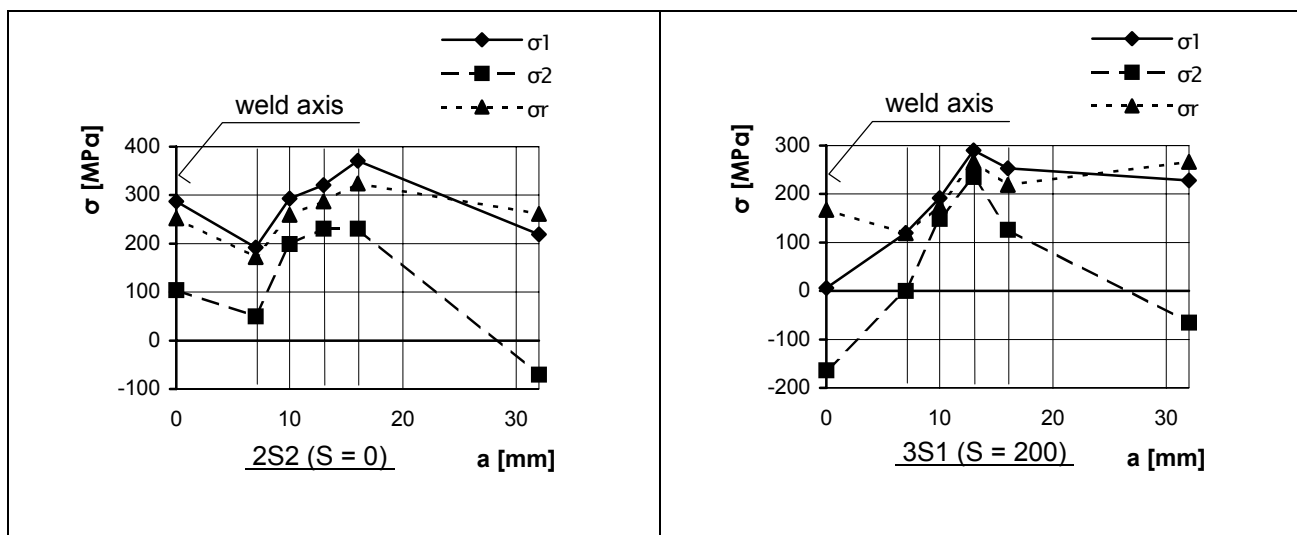 σ1
σ2
σr
weld axis
σ [MPa]
400
300
200
100
0
-100
0 10 20 30
2S2 (S = 0) a [mm]
σ1
σ2
σr
weld axis
σ [MPa]
300
200
100
0
-100
-200
0 10 20 30
3S1 (S = 200) a [mm]